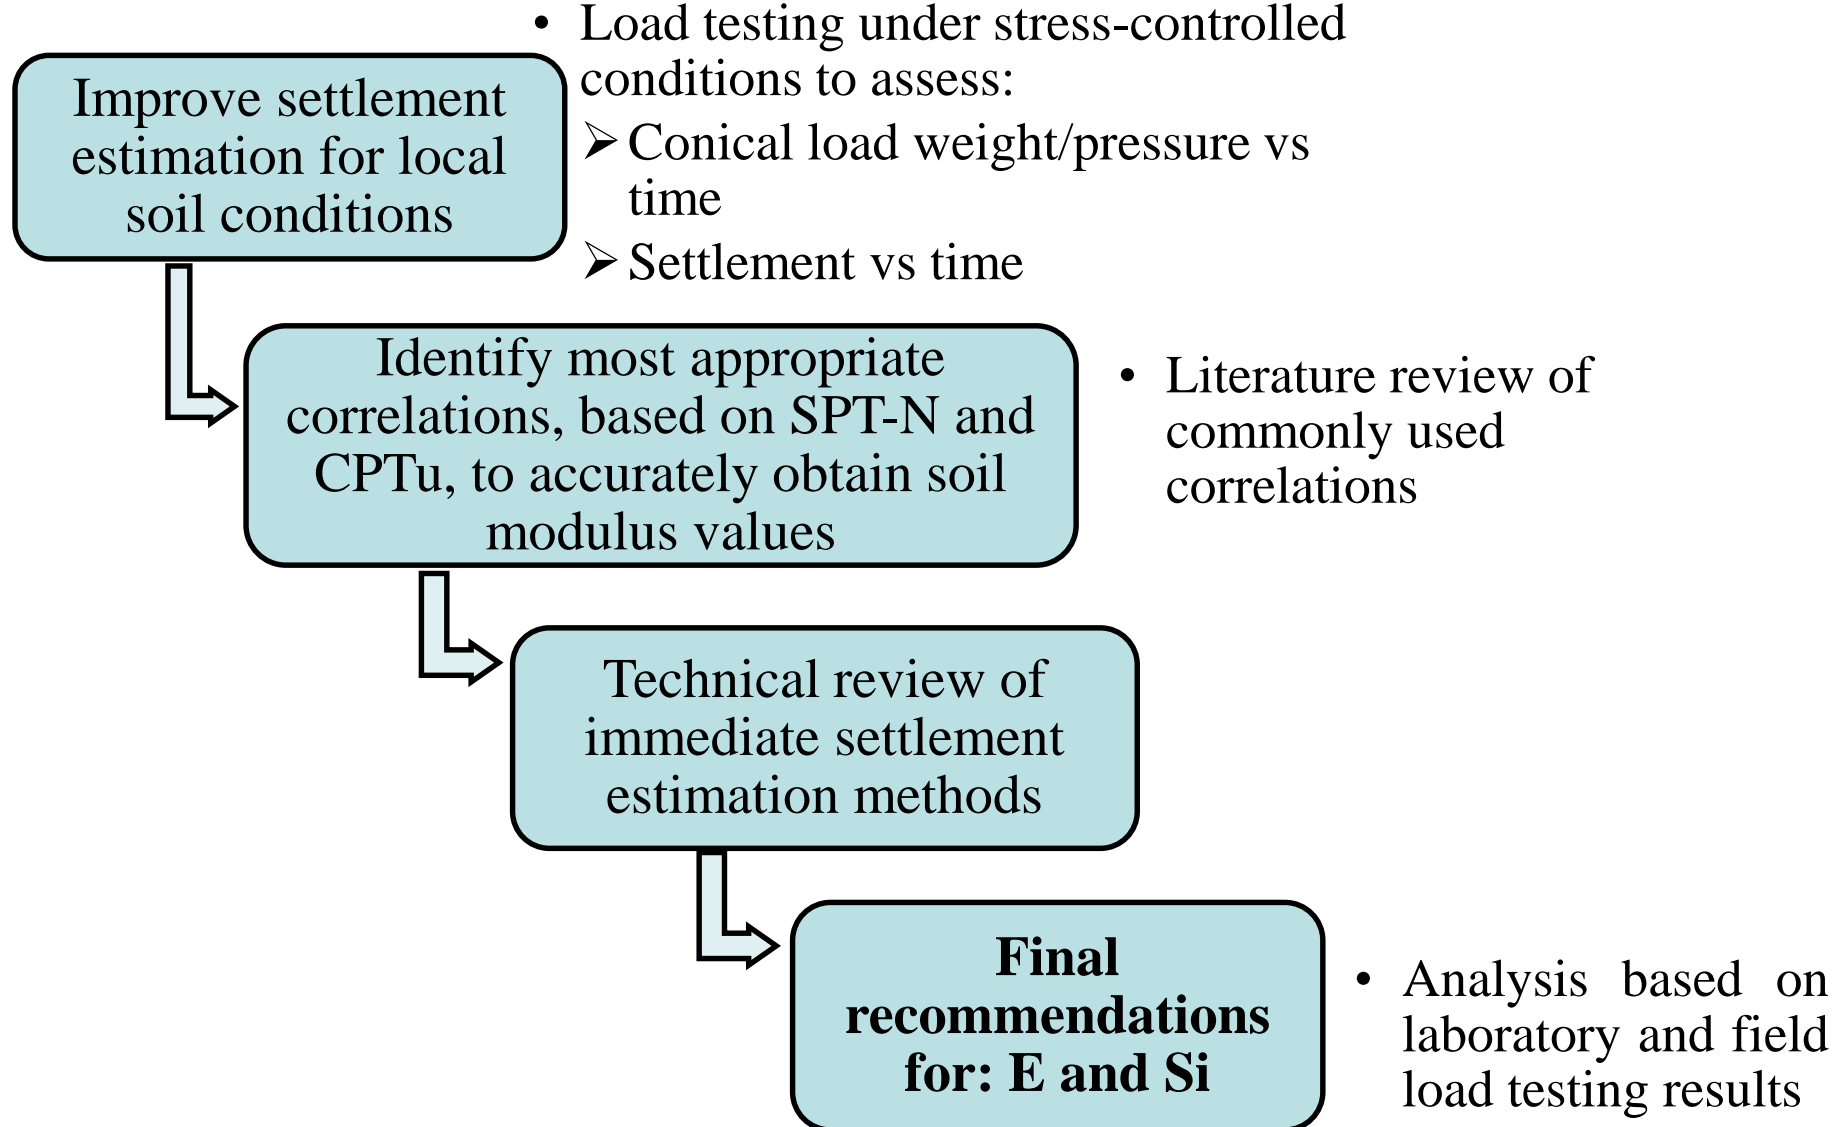 Improve settlement
estimation for local
soil conditions
• Load testing under stress-controlled
conditions to assess:
➢ Conical load weight/pressure vs
time
➢ Settlement vs time
Identify most appropriate
correlations, based on SPT-N and
CPTu, to accurately obtain soil
modulus values
• Literature review of
commonly used
correlations
Technical review of
immediate settlement
estimation methods
Final
recommendations
for: E and Si
• Analysis based on
laboratory and field
load testing results